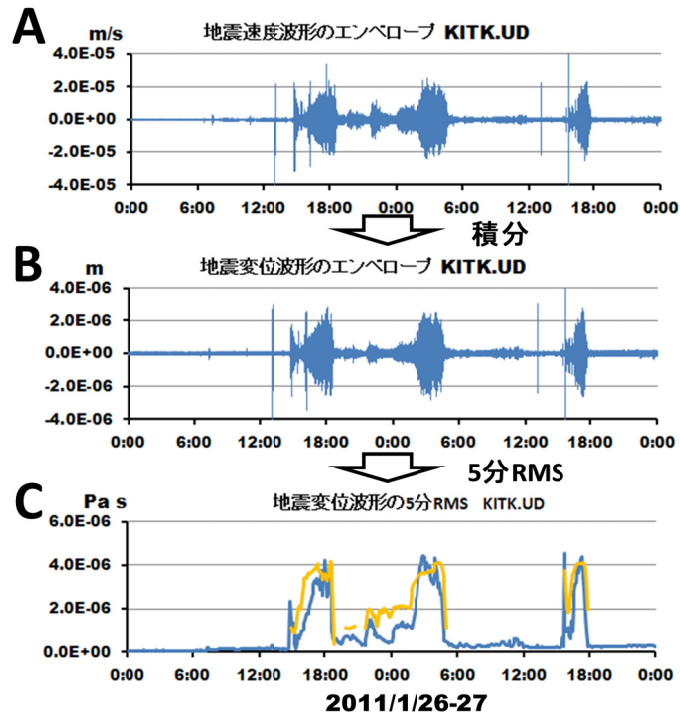 A
m/s
地震速度波形のエンベロープ KITK.UD
4.0E-05
2.0E-05
0.0E+00
-2.0E-05
-4.0E-05
0:00 6:00 12:00 18:00 0:00 6:00 12:00 18:00 0:00
積分
B
m
地震変位波形のエンベロープ KITK.UD
4.0E-06
2.0E-06
0.0E+00
-2.0E-06
-4.0E-06
0:00 6:00 12:00 18:00 0:00 6:00 12:00 18:00 0:00
5分RMS
C
Pa s
地震変位波形の5分RMS KITK.UD
6.0E-06
4.0E-06
2.0E-06
0.0E+00
0:00 6:00 12:00 18:00 0:00 6:00 12:00 18:00 0:00
2011/1/26-27